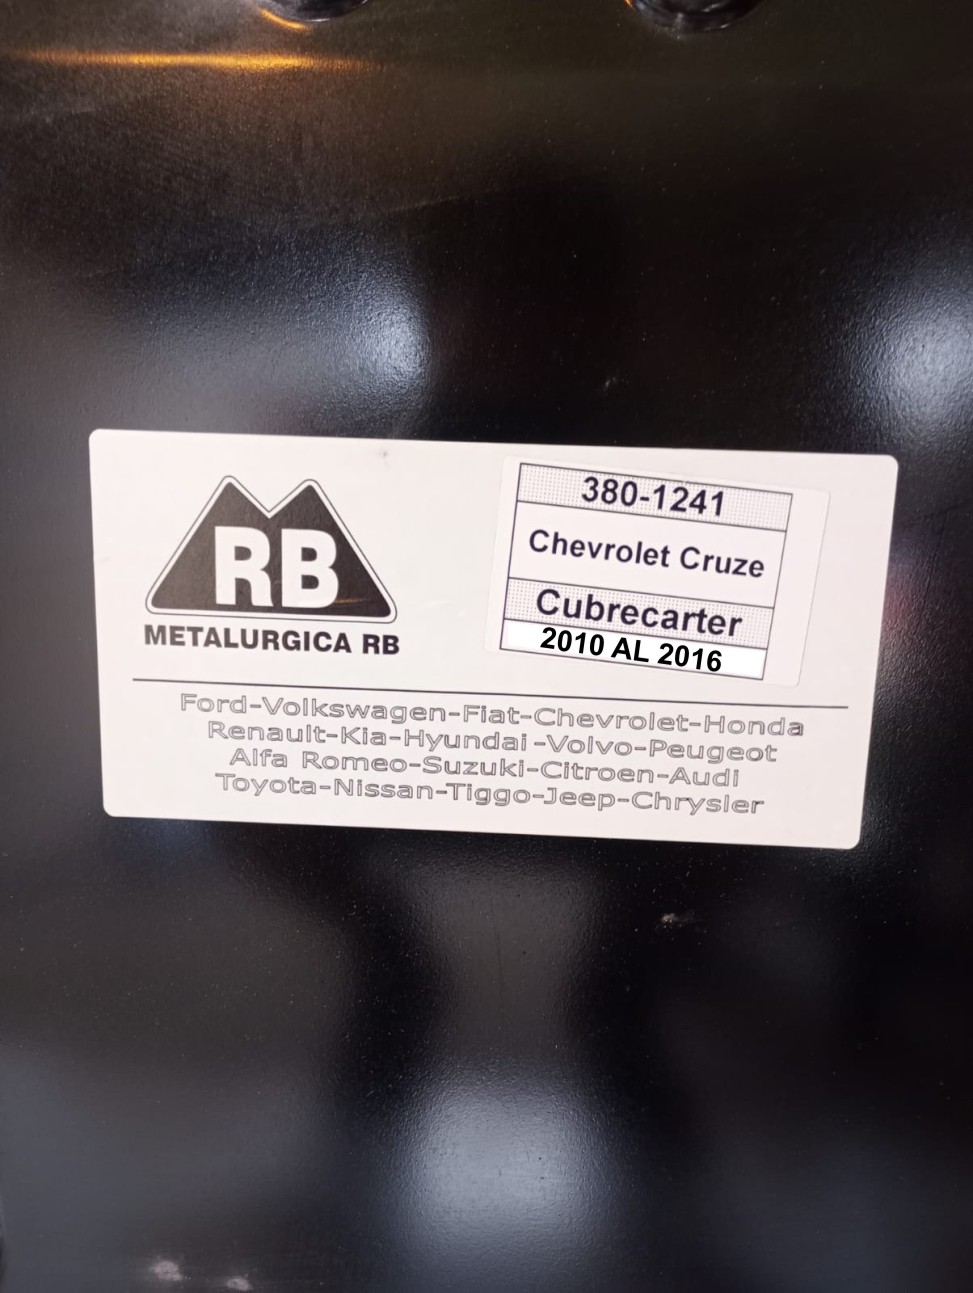 RB
METALURGICA RB
380-1241
Chevrolet Cruze
Cubrecarter
2010 AL 2016
Ford-Volkswagen-Fiat-Chevrolet-Honda
Renault-Kia-Hyundai-Volvo-Peugeot
Alfa Romeo-Suzuki-Citroen-Audi
Toyota-Nissan-Tiggo-Jeep-Chrysler